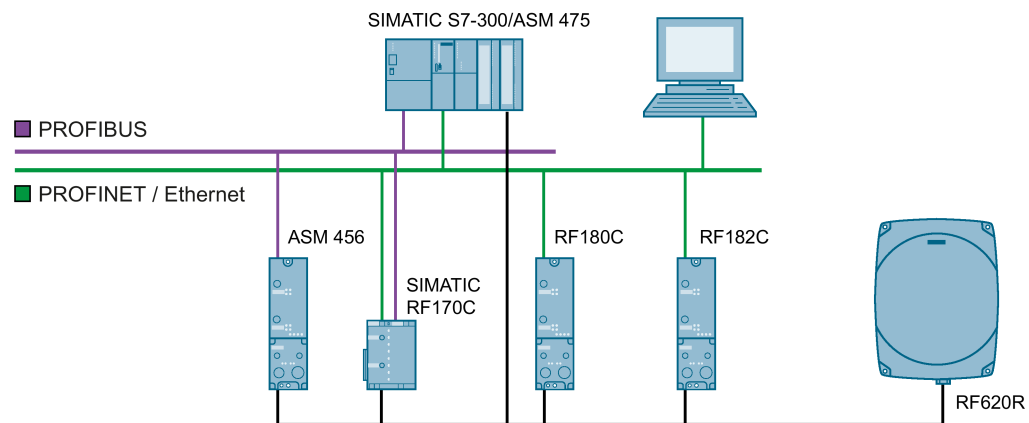 SIMATIC S7-300/ASM 475
PROFIBUS
PROFINET / Ethernet
ASM 456
SIMATIC
RF170C
RF180C
RF182C
RF620R